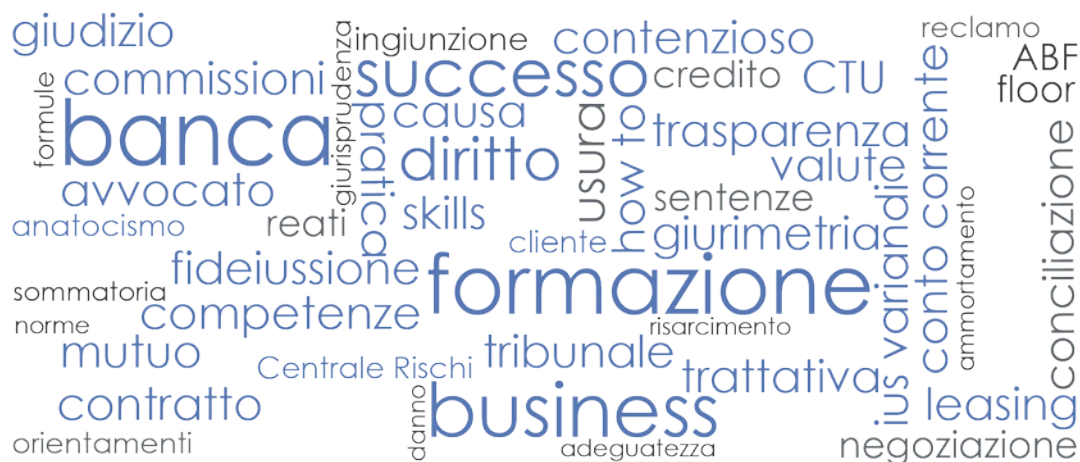 giudizio
commissioni
formule
banca
giurisprudenza
avvocato
anatocismo
reati
ingiunzione
successo
pratica
causa
diritto
skills
contenzioso
credito
CTU
usura
how to
trasparenza
valute
sentenze
cliente
giurimetria
reclamo
ABF
floor
ius variandi
conto corrente
ammortamento
conciliazione
fideiussione
formazione
sommatoria
norme
competenze
risarcimento
mutuo
Centrale Rischi
tribunale
trattativa
contratto
danno
business
leasing
orientamenti
adeguatezza
negoziazione